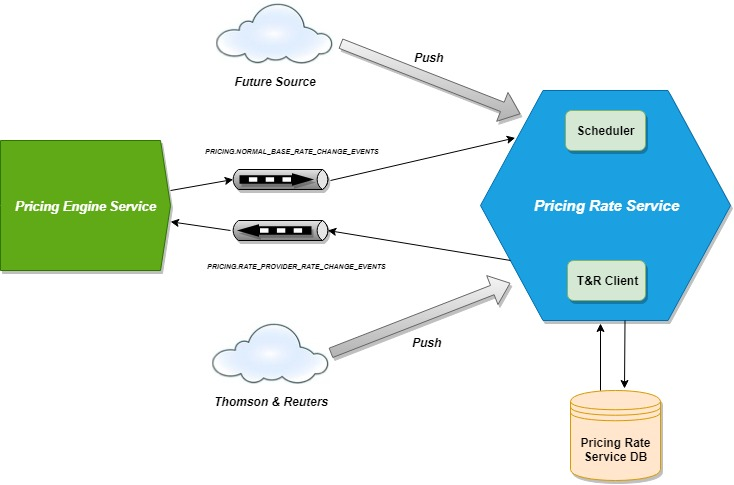 Push
Future Source
Scheduler
PRICING.NORMAL_BASE_RATE_CHANGE_EVENTS
Pricing Engine Service
Pricing Rate Service
PRICING.RATE_PROVIDER_RATE_CHANGE_EVENTS
T&R Client
Push
Thomson & Reuters
Pricing Rate
Service DB